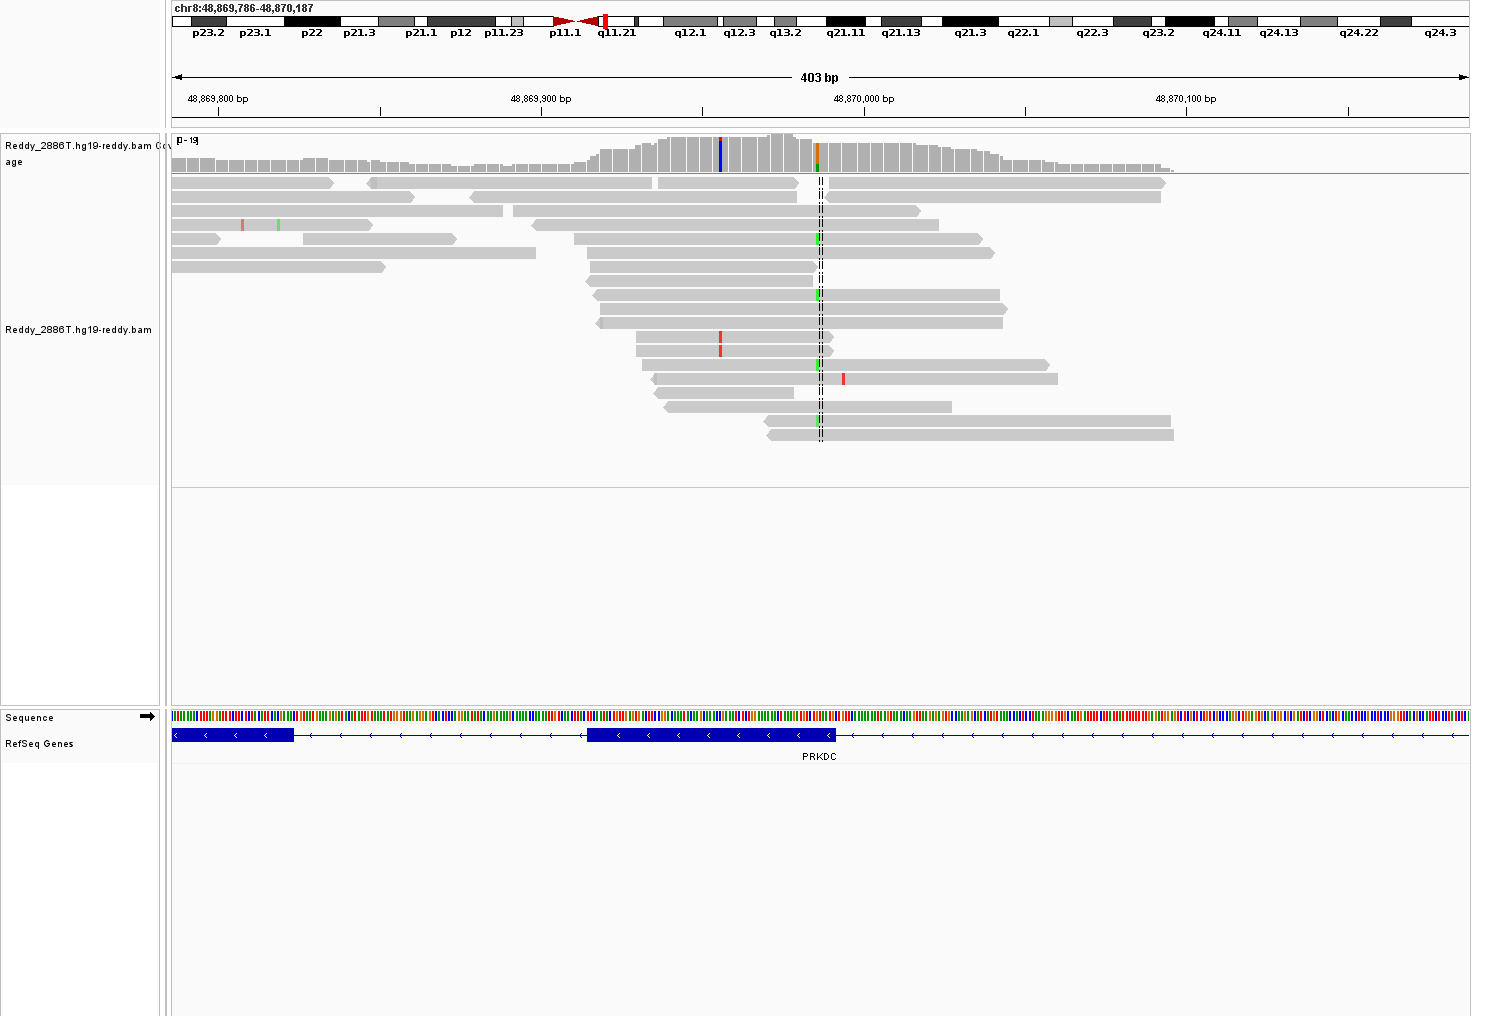 chr8:48,869,786-48,870,187
p23.2 p23.1 p22 p21.3 p21.1 p12 p11.23 p11.1 q11.21 q12.1 q12.3 q13.2 q21.11 q21.13 q21.3 q22.1 q22.3 q23.2 q24.11 q24.13 q24.22 q24.3
403 bp
48,869,800 bp 48,869,900 bp 48,870,000 bp 48,870,100 bp
Reddy_2886T.hg19-reddy.bam Cov
age
[0 - 19]
Reddy_2886T.hg19-reddy.bam
Sequence
RefSeq Genes
PRKDC